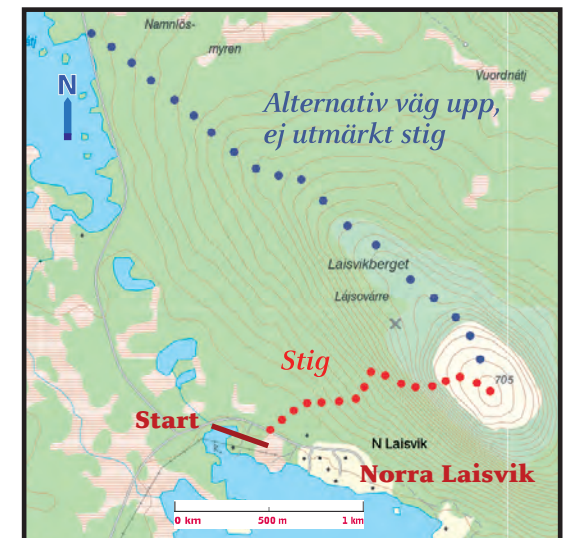 Namnlös-
myren
tj
N
Vuordnátj
Alternativ väg upp,
ej utmärkt stig
Laisvikberget
Lájsovárre
Stig
705
Start
N Laisvik
Norra Laisvik
0 km 500 m 1 km